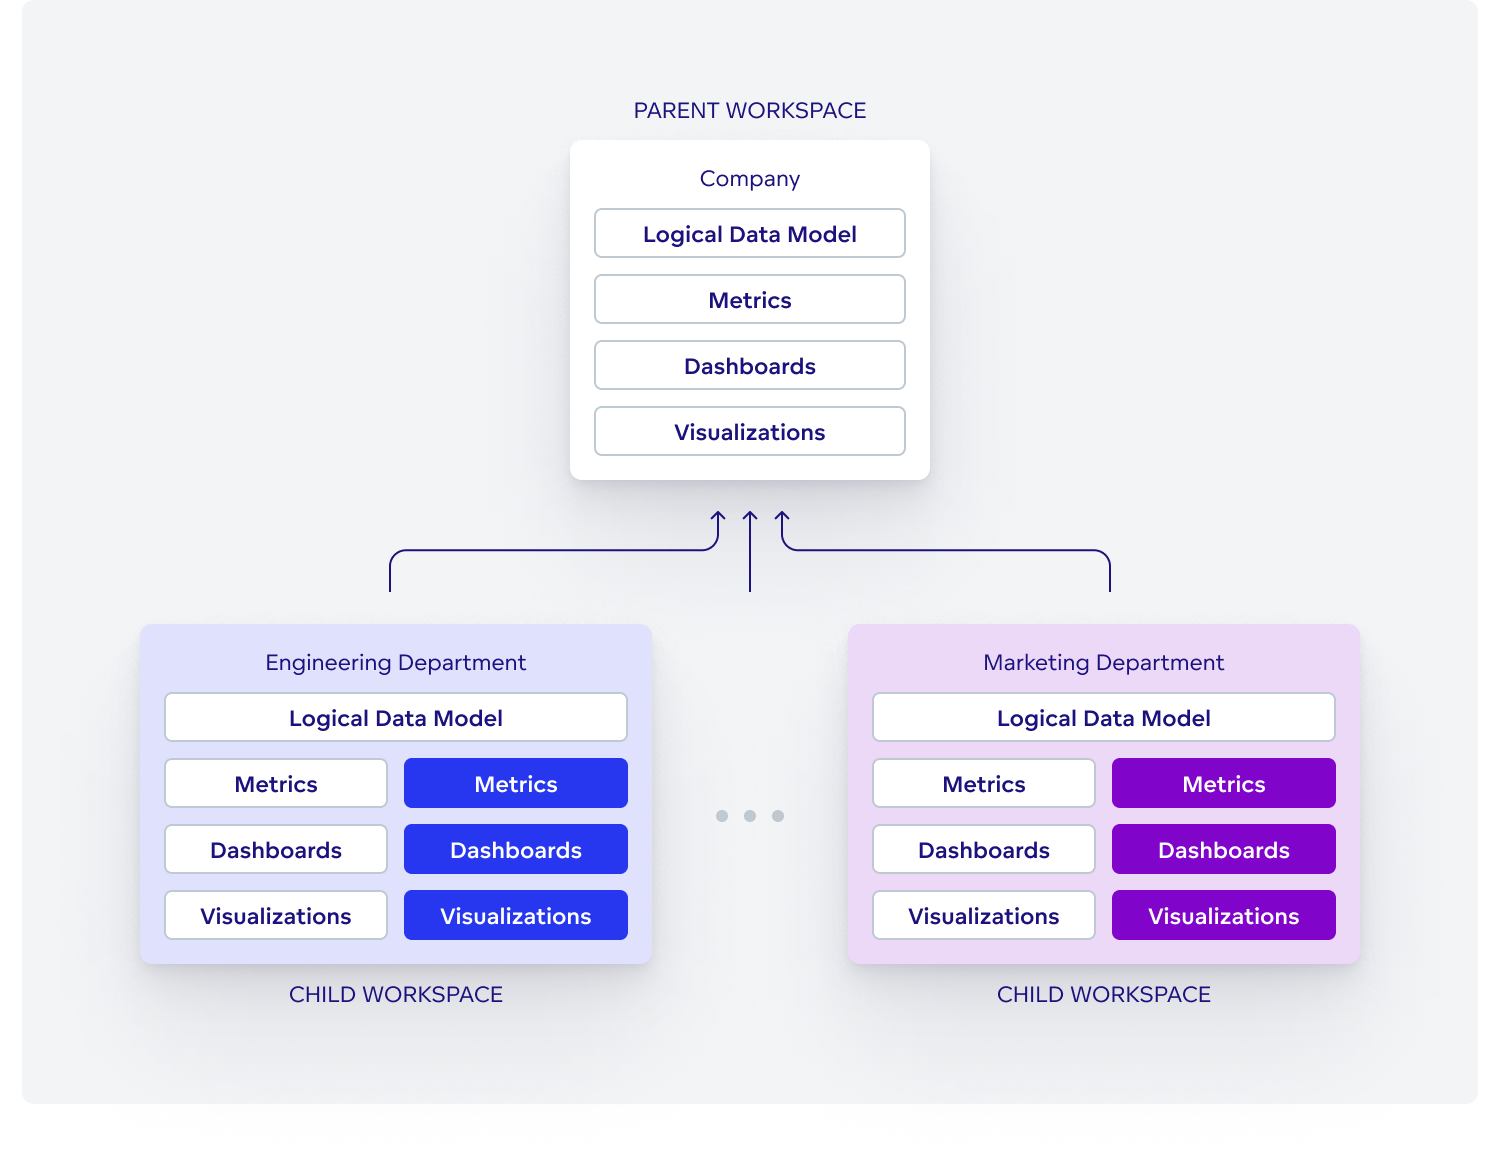 PARENT WORKSPACE
Company
Logical Data Model
Metrics
Dashboards
Visualizations
Engineering Department
Logical Data Model
Metrics
Metrics
Dashboards
Dashboards
Visualizations
Visualizations
CHILD WORKSPACE
Marketing Department
Logical Data Model
Metrics
Metrics
Dashboards
Dashboards
Visualizations
Visualizations
CHILD WORKSPACE